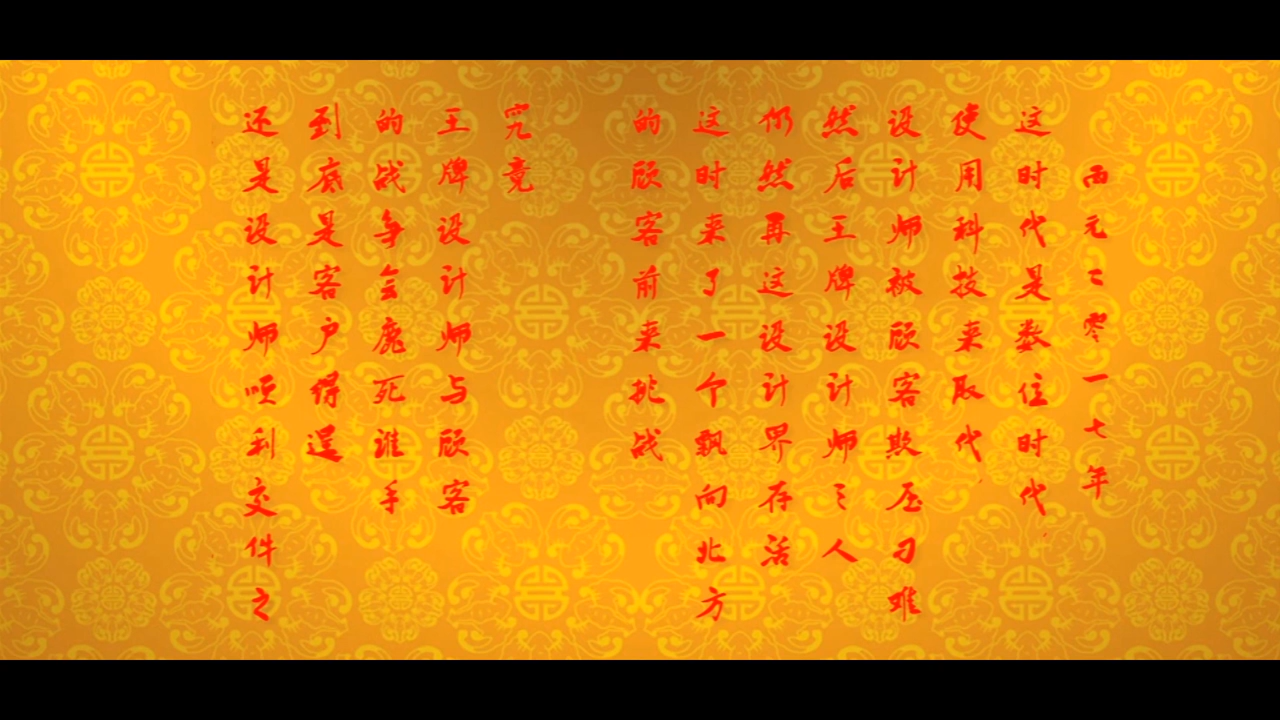 西元二零一七年
这时代是数位时代
使用科技来取代
设计师被顾客欺压刁难
然后王牌设计师三人
仍然再这设计界存活
这时来了一个飘向北方
的顾客前来挑战
究竟
王牌设计师与顾客
的战争会鹿死谁手
到底是客户得逞
还是设计师顺利交件之